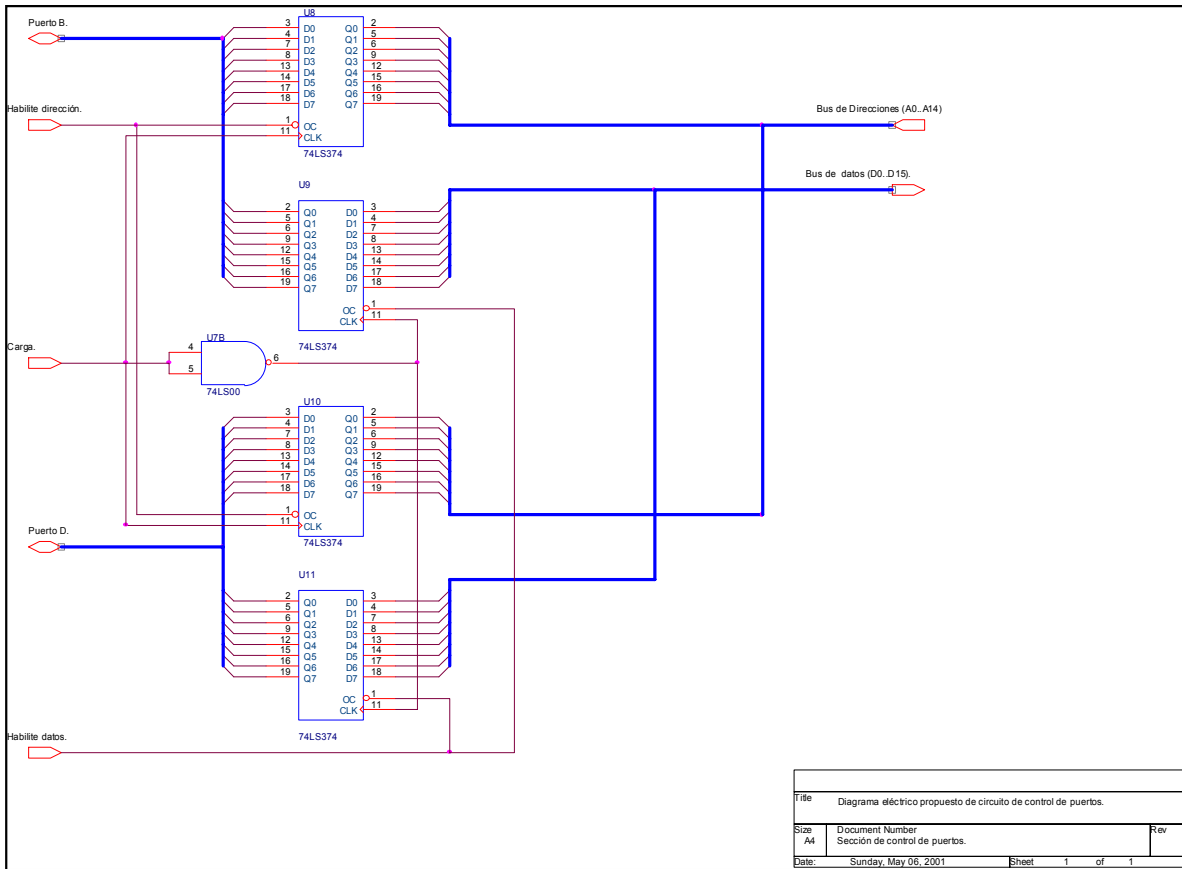 Puerto B.
U8
3 D0 Q0 2
4 D1 Q1 5
7 D2 Q2 6
8 D3 Q3 9
13 D4 Q4 12
14 D5 Q5 15
17 D6 Q6 16
18 D7 Q7 19
Habilite dirección.
1 OC
11 CLK
74LS374
Bus de Direcciones (A0..A14)
Bus de datos (D0..D15).
U9
2 Q0 D0 3
5 Q1 D1 4
6 Q2 D2 7
9 Q3 D3 8
12 Q4 D4 13
15 Q5 D5 14
16 Q6 D6 17
19 Q7 D7 18
OC 1
CLK 11
74LS374
Carga.
U7B
4
5
6
74LS00
U10
3 D0 Q0 2
4 D1 Q1 5
7 D2 Q2 6
8 D3 Q3 9
13 D4 Q4 12
14 D5 Q5 15
17 D6 Q6 16
18 D7 Q7 19
1 OC
11 CLK
74LS374
Puerto D.
U11
2 Q0 D0 3
5 Q1 D1 4
6 Q2 D2 7
9 Q3 D3 8
12 Q4 D4 13
15 Q5 D5 14
16 Q6 D6 17
19 Q7 D7 18
OC 1
CLK 11
74LS374
Habilite datos.
Title
Diagrama eléctrico propuesto de circuito de control de puertos.
Size Document Number Rev
A4 Sección de control de puertos.
Date: Sunday, May 06, 2001 Sheet 1 of 1